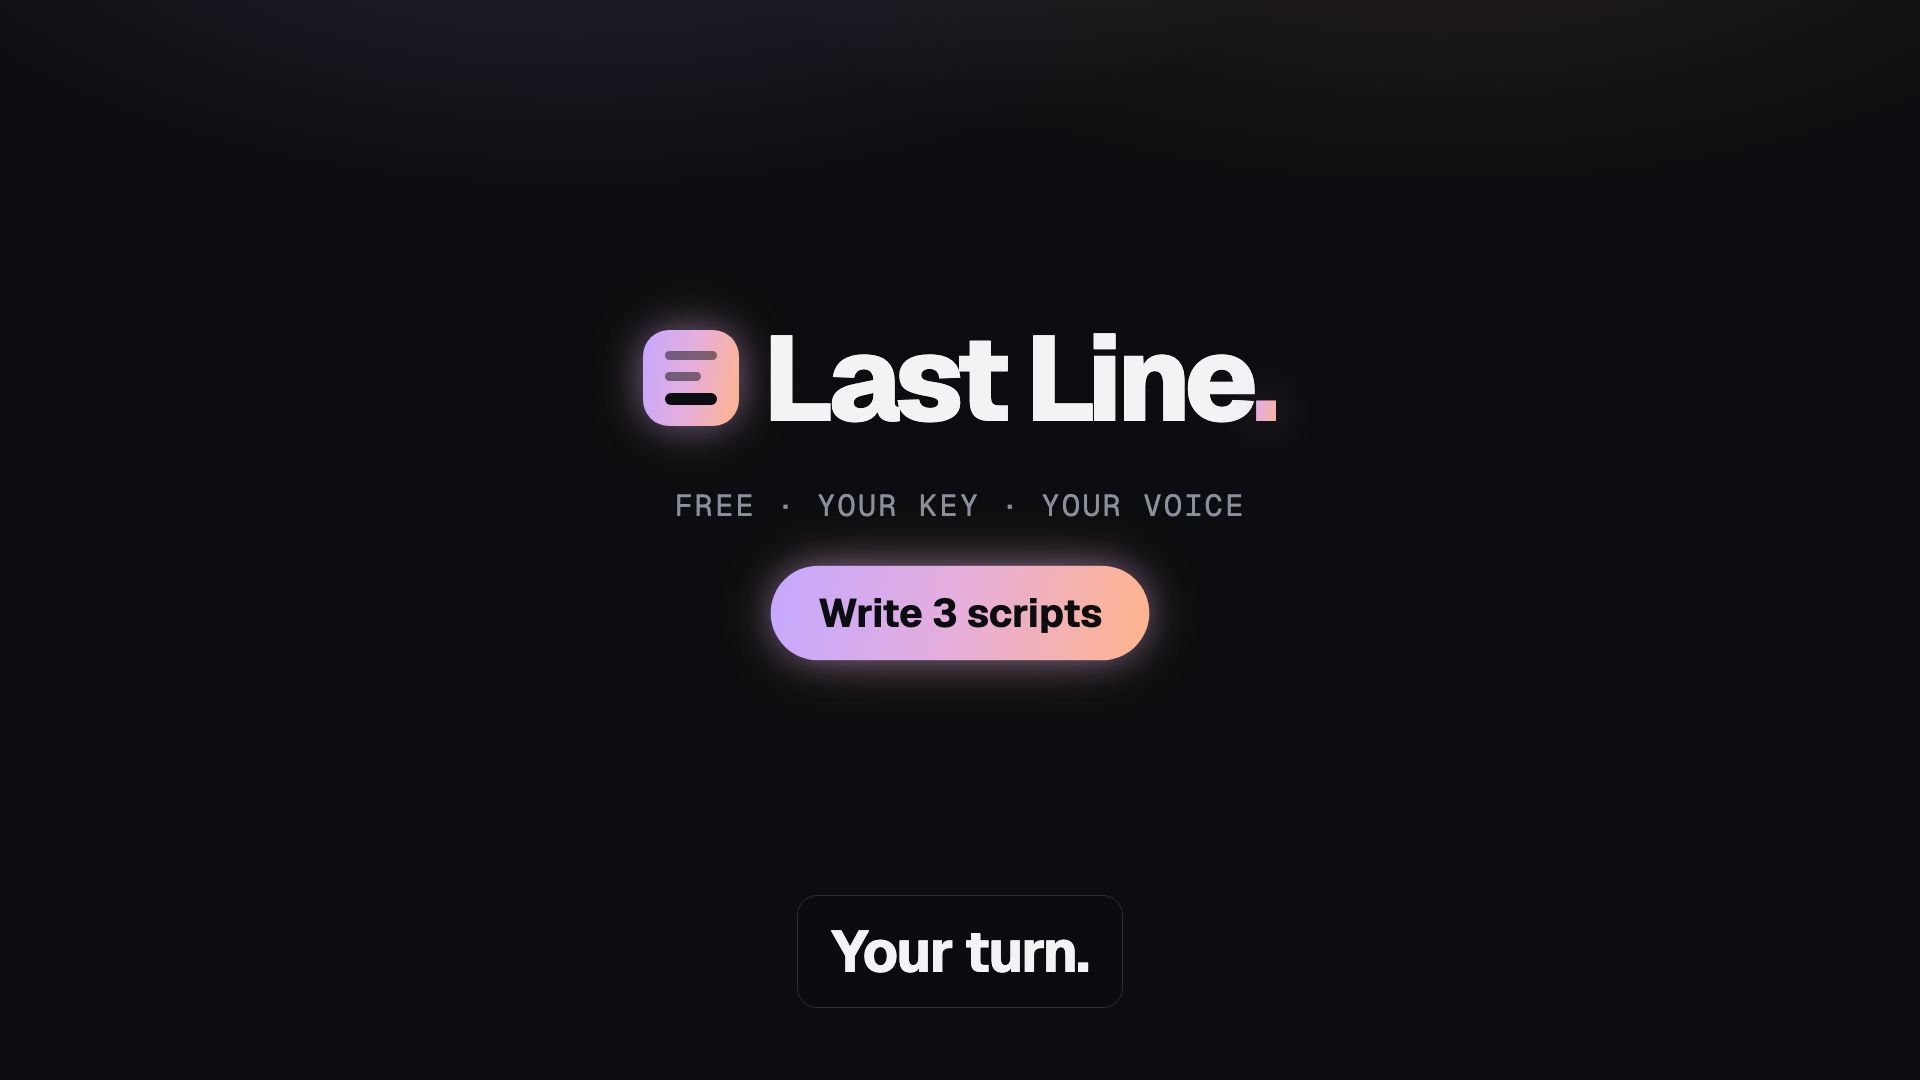 Last Line.
FREE · YOUR KEY · YOUR VOICE
Write 3 scripts
Your turn.